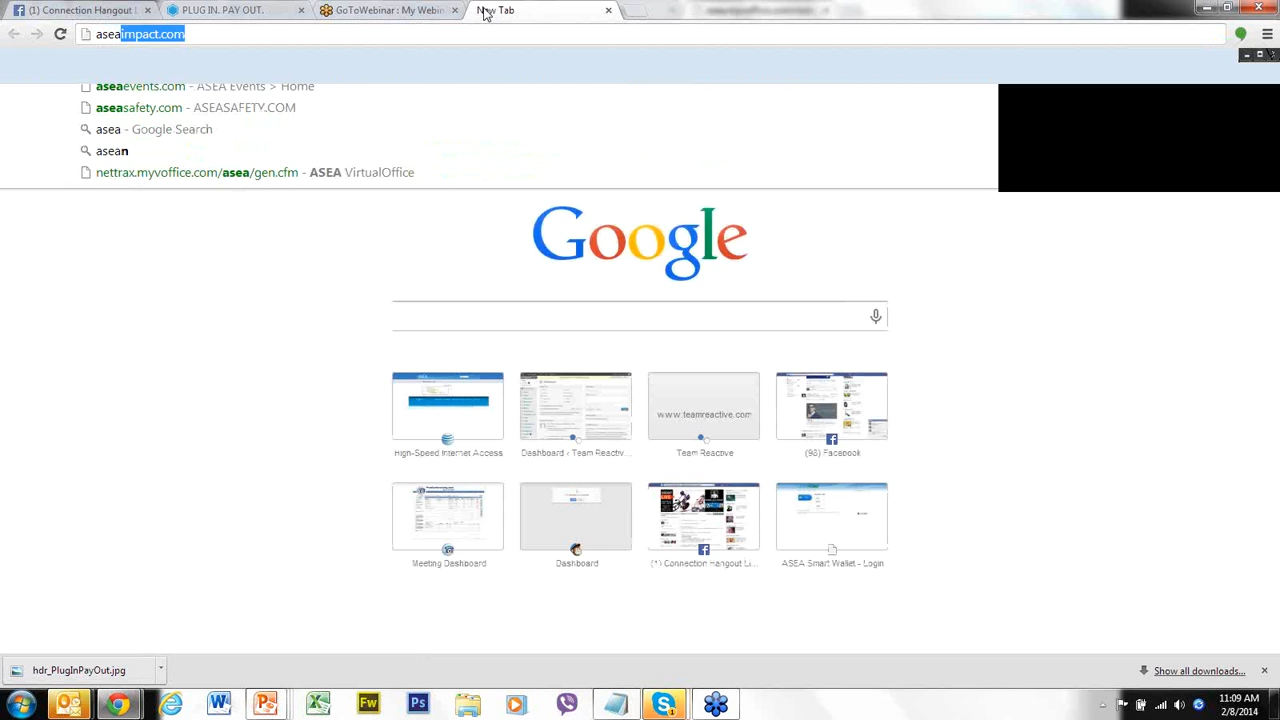 (1) Connection Hangout L
PLUG IN. PAY OUT.
GoToWebinar : My Webin
New Tab
aseaimpact.com
aseaevents.com - ASEA Events > Home
aseasafety.com - ASEASAFETY.COM
asea - Google Search
asean
nettrax.myvoffice.com/asea/gen.cfm - ASEA VirtualOffice
Google
www.teamreactive.com
High-Speed Internet Access
Dashboard ‹ Team Reactiv...
Team Reactive
(98) Facebook
Meeting Dashboard
Dashboard
(*) Connection Hangout Li...
ASEA Smart Wallet - Login
hdr_PlugInPayOut.jpg
Show all downloads...
11:09 AM
2/8/2014